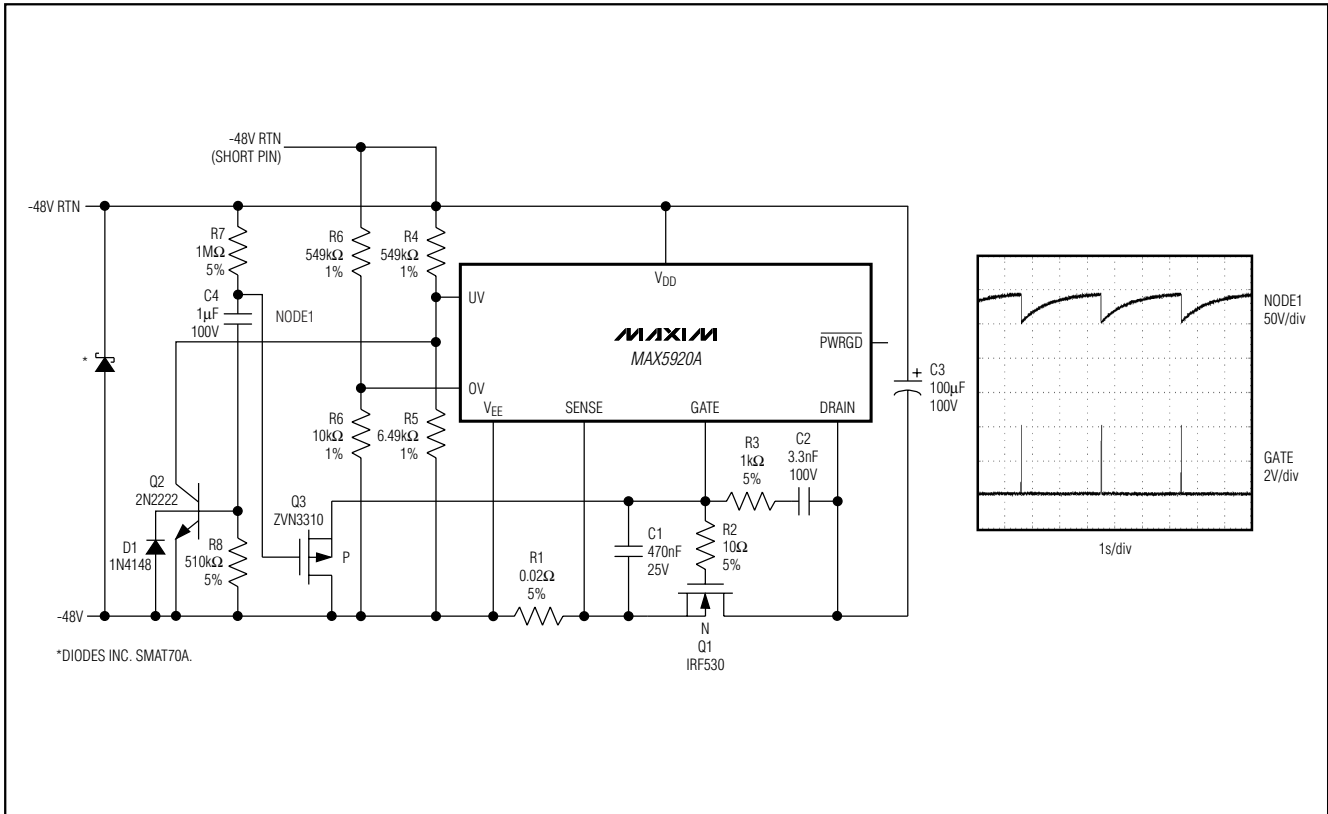 -48V RTN
(SHORT PIN)
-48V RTN
R7
1MΩ
5%
R6
549kΩ
1%
R4
549kΩ
1%
C4
1µF
100V
NODE1
UV
VDD
MAXIM
MAX5920A
PWRGD
*
OV
VEE
SENSE
GATE
DRAIN
+
C3
100µF
100V
R6
10kΩ
1%
R5
6.49kΩ
1%
R3
1kΩ
5%
C2
3.3nF
100V
Q2
2N2222
Q3
ZVN3310
P
D1
1N4148
R8
510kΩ
5%
C1
470nF
25V
R2
10Ω
5%
R1
0.02Ω
5%
-48V
N
Q1
IRF530
*DIODES INC. SMAT70A.
NODE1
50V/div
GATE
2V/div
1s/div